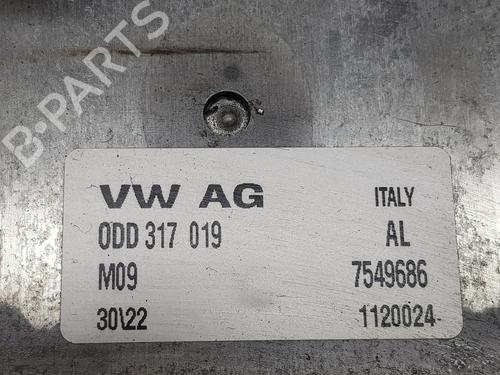 B-PARTS
VW AG
ITALY
0DD 317 019
AL
M09
7549686
30\22
1120024